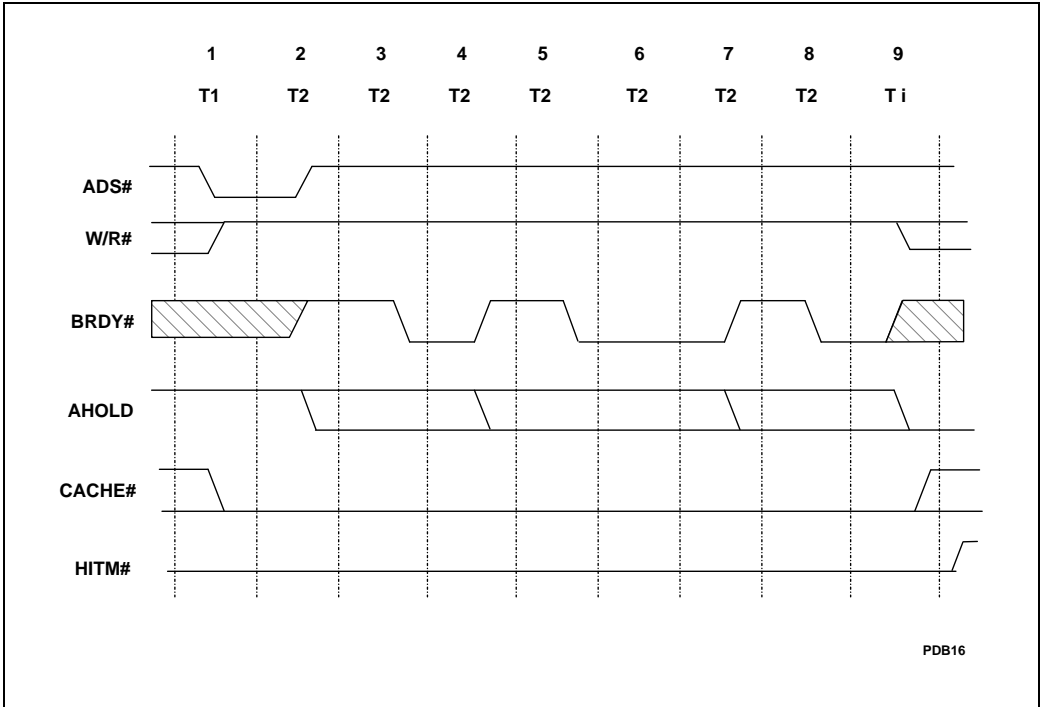 1 2 3 4 5 6 7 8 9
T1 T2 T2 T2 T2 T2 T2 T2 T i
ADS#
W/R#
BRDY#
AHOLD
CACHE#
HITM#
PDB16